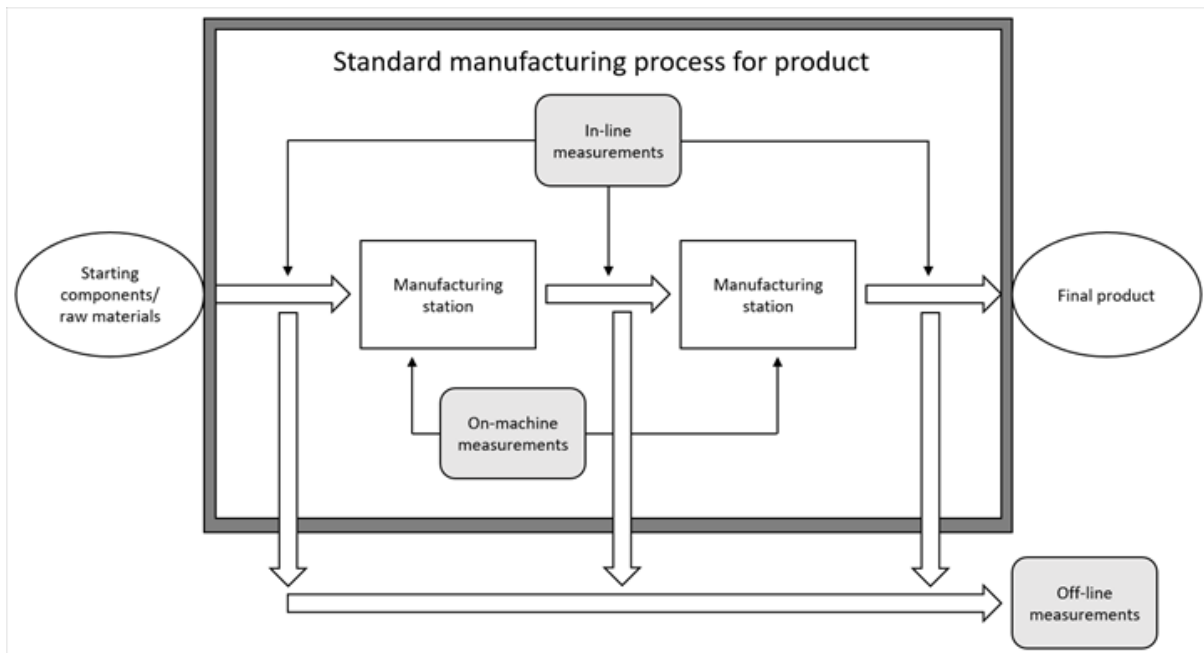 Standard manufacturing process for product
In-line
measurements
Starting
components/
raw materials
Manufacturing
station
Manufacturing
station
Final product
On-machine
measurements
Off-line
measurements